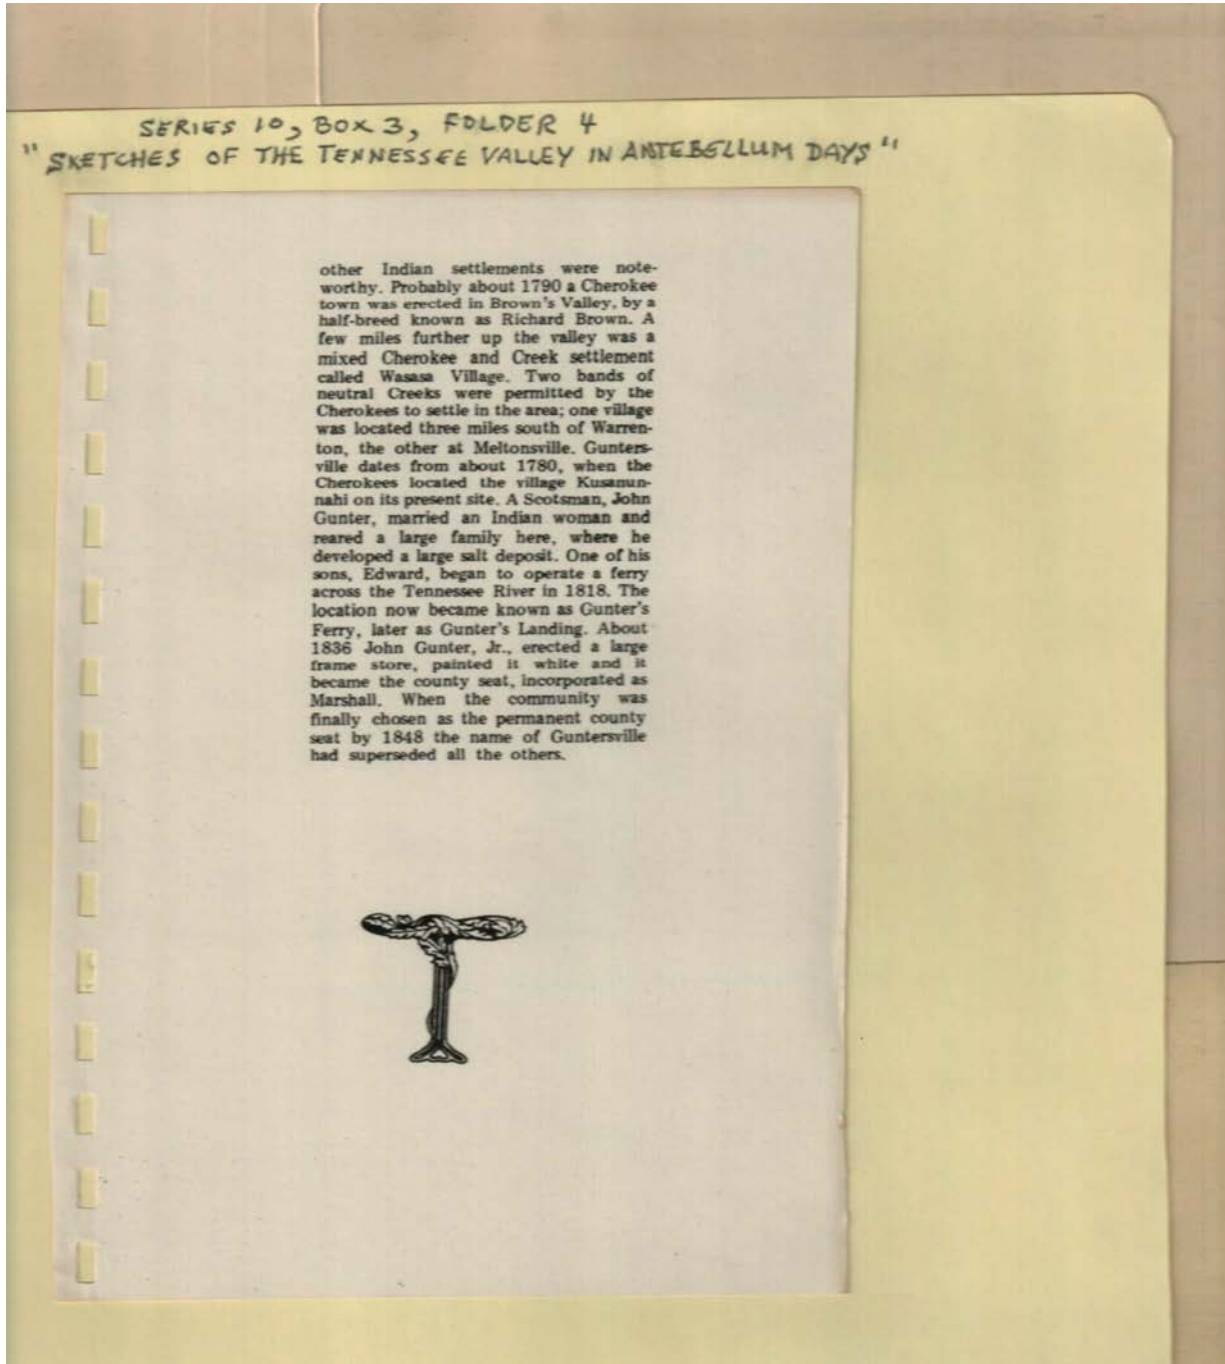 SERIES 10, BOX 3, FOLDER 4
"SKETCHES OF THE TENNESSEE VALLEY IN ANTEBELLUM DAYS"
other Indian settlements were note-
worthy. Probably about 1790 a Cherokee
town was erected in Brown's Valley, by a
half-breed known as Richard Brown. A
few miles further up the valley was a
mixed Cherokee and Creek settlement
called Wasasa Village. Two bands of
neutral Creeks were permitted by the
Cherokees to settle in the area; one village
was located three miles south of Warren-
ton, the other at Meltonsville. Gunters-
ville dates from about 1780, when the
Cherokees located the village Kusanun-
nahi on its present site. A Scotsman, John
Gunter, married an Indian woman and
reared a large family here, where he
developed a large salt deposit. One of his
sons, Edward, began to operate a ferry
across the Tennessee River in 1818. The
location now became known as Gunter's
Ferry, later as Gunter's Landing. About
1836 John Gunter, Jr., erected a large
frame store, painted it white and it
became the county seat, incorporated as
Marshall. When the community was
finally chosen as the permanent county
seat by 1848 the name of Guntersville
had superseded all the others.
T